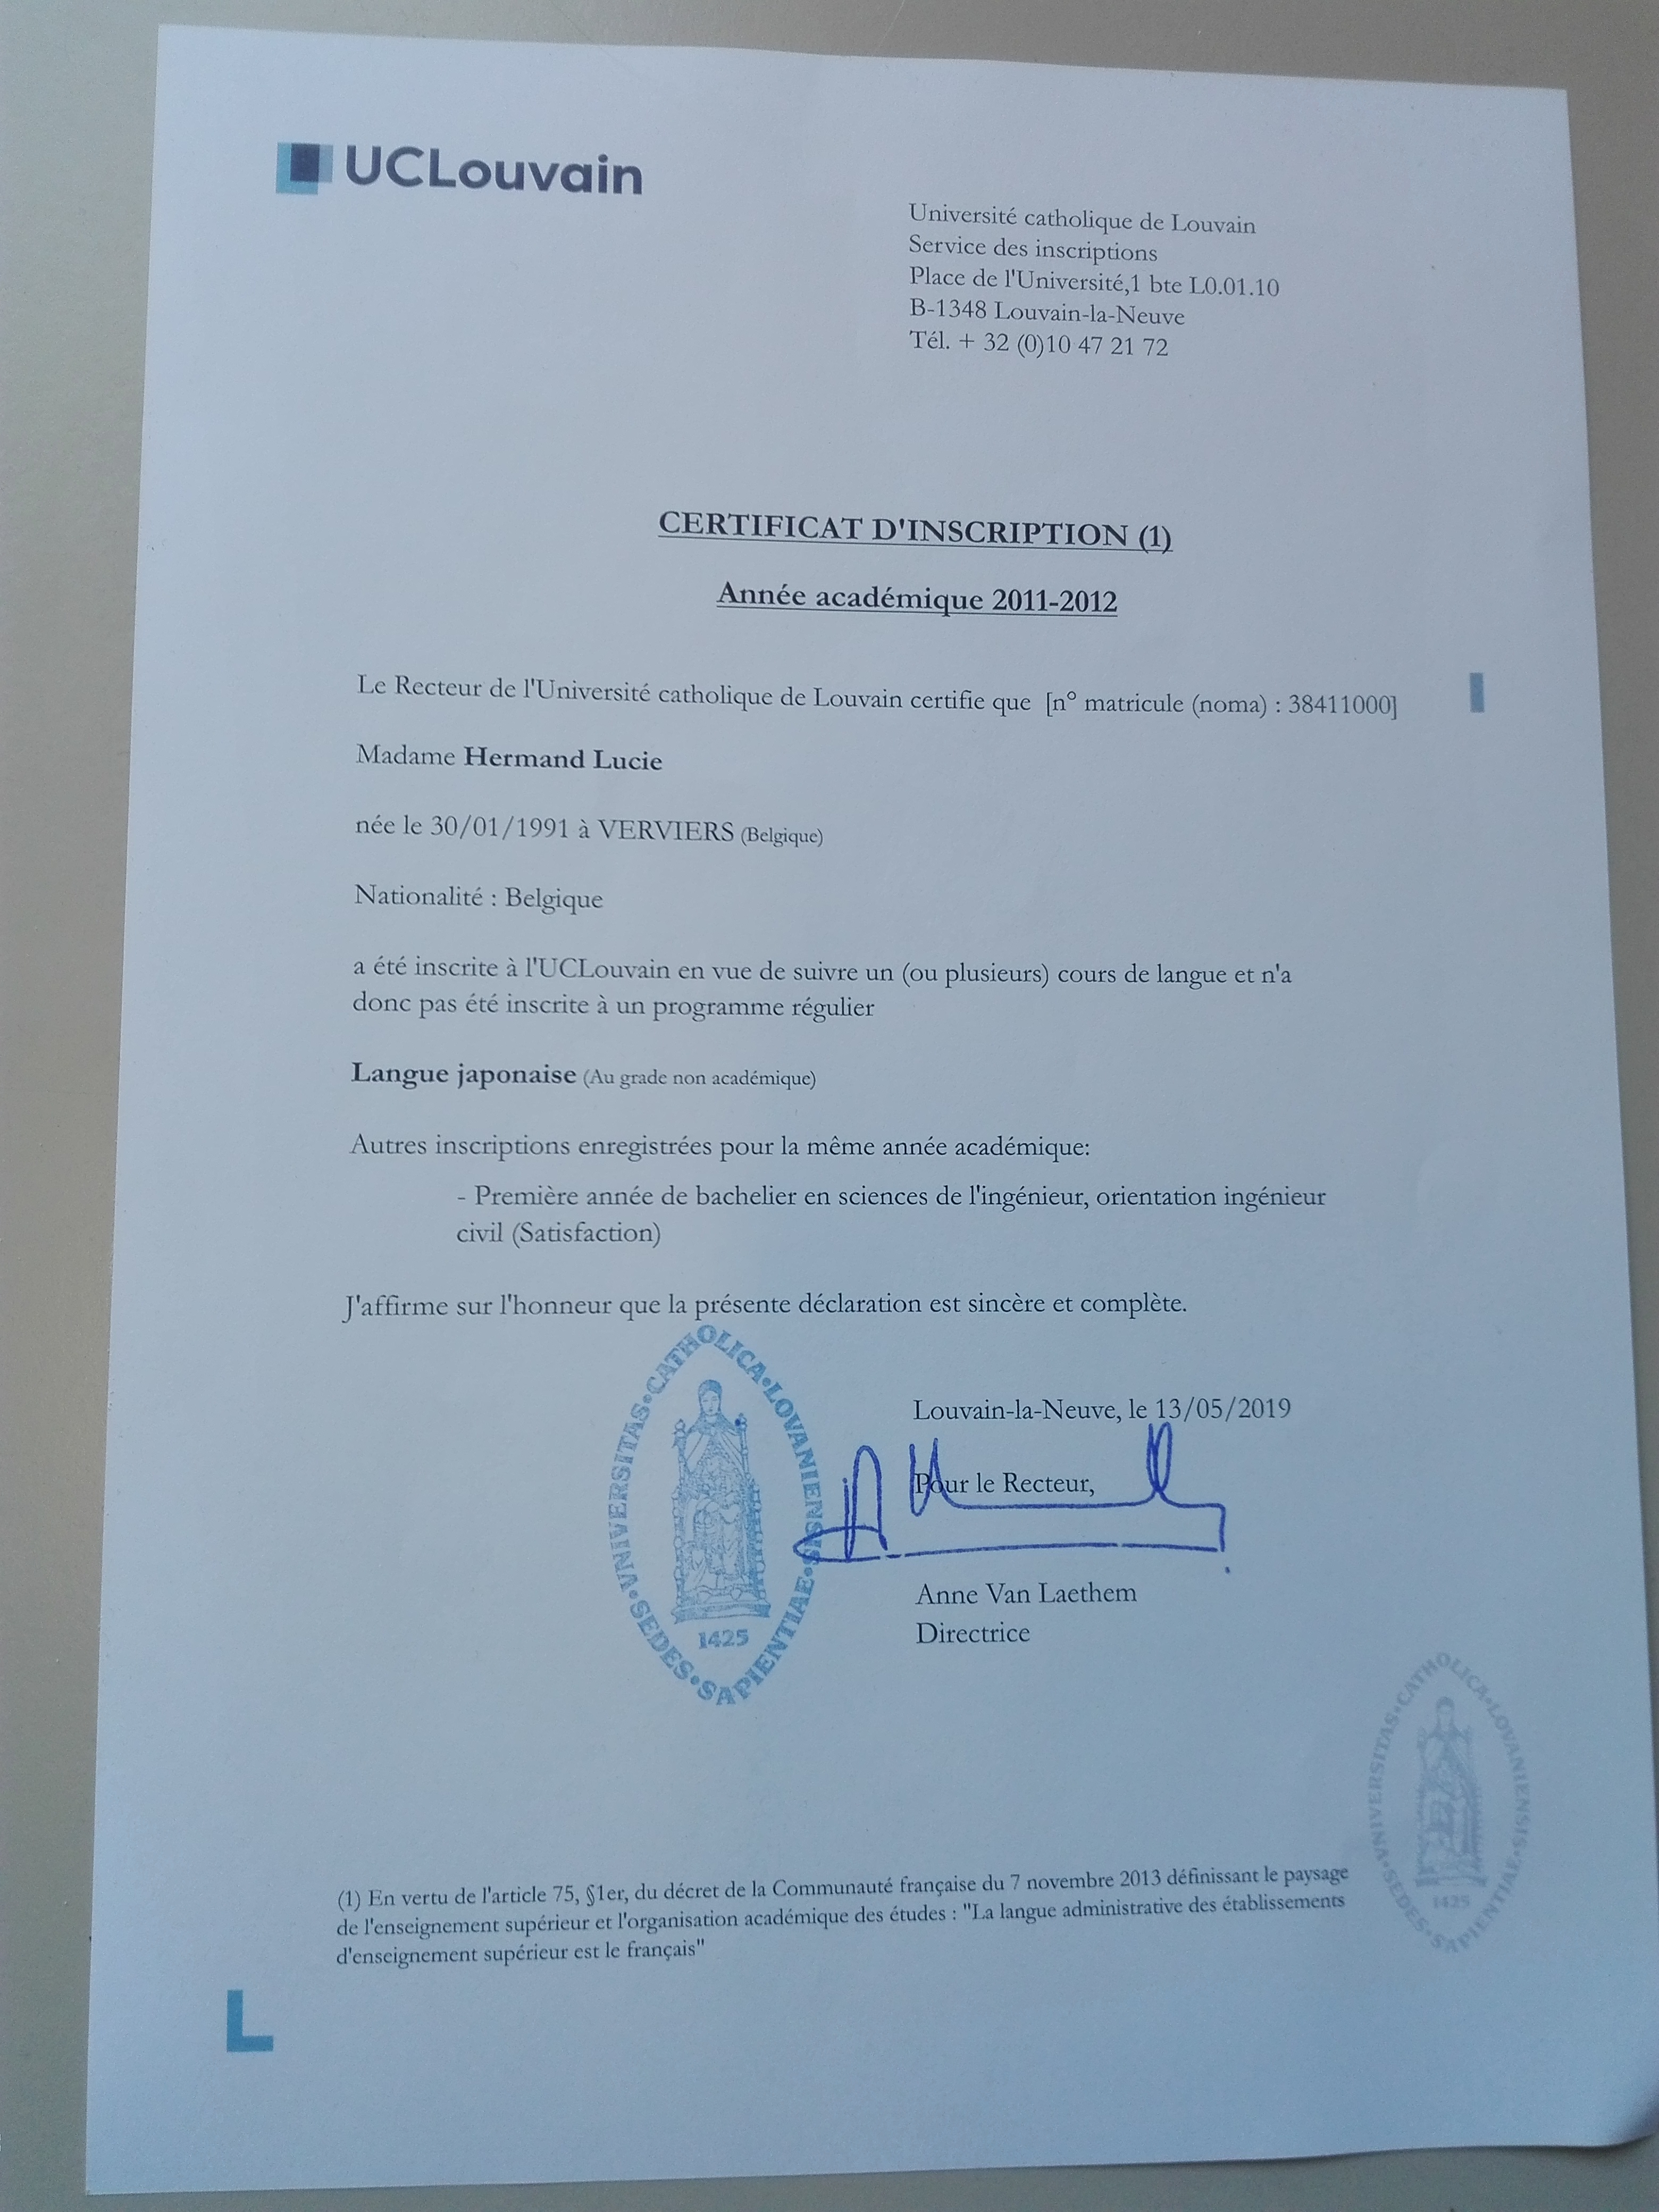 UCLouvain
Université catholique de Louvain
Service des inscriptions
Place de l'Université,1 bte L0.01.10
B-1348 Louvain-la-Neuve
Tél. + 32 (0)10 47 21 72
CERTIFICAT D'INSCRIPTION (1)
Année académique 2011-2012
Le Recteur de l'Université catholique de Louvain certifie que [n° matricule (noma) : 38411000]
Madame Hermand Lucie
née le 30/01/1991 à VERVIERS (Belgique)
Nationalité : Belgique
a été inscrite à l'UCLouvain en vue de suivre un (ou plusieurs) cours de langue et n'a
donc pas été inscrite à un programme régulier
Langue japonaise (Au grade non académique)
Autres inscriptions enregistrées pour la même année académique:
- Première année de bachelier en sciences de l'ingénieur, orientation ingénieur
civil (Satisfaction)
J'affirme sur l'honneur que la présente déclaration est sincère et complète.
VNIVERSITAS•CATHOLICA•LOVANIENSIS•SEDES•SAPIENTIAE•
1425
Louvain-la-Neuve, le 13/05/2019
Pour le Recteur,
Anne Van Laethem
Directrice
VNIVERSITAS•CATHOLICA•LOVANIENSIS•SEDES•SAPIENTIAE•
1425
(1) En vertu de l'article 75, §1er, du décret de la Communauté française du 7 novembre 2013 définissant le paysage
de l'enseignement supérieur et l'organisation académique des études : "La langue administrative des établissements
d'enseignement supérieur est le français"
L